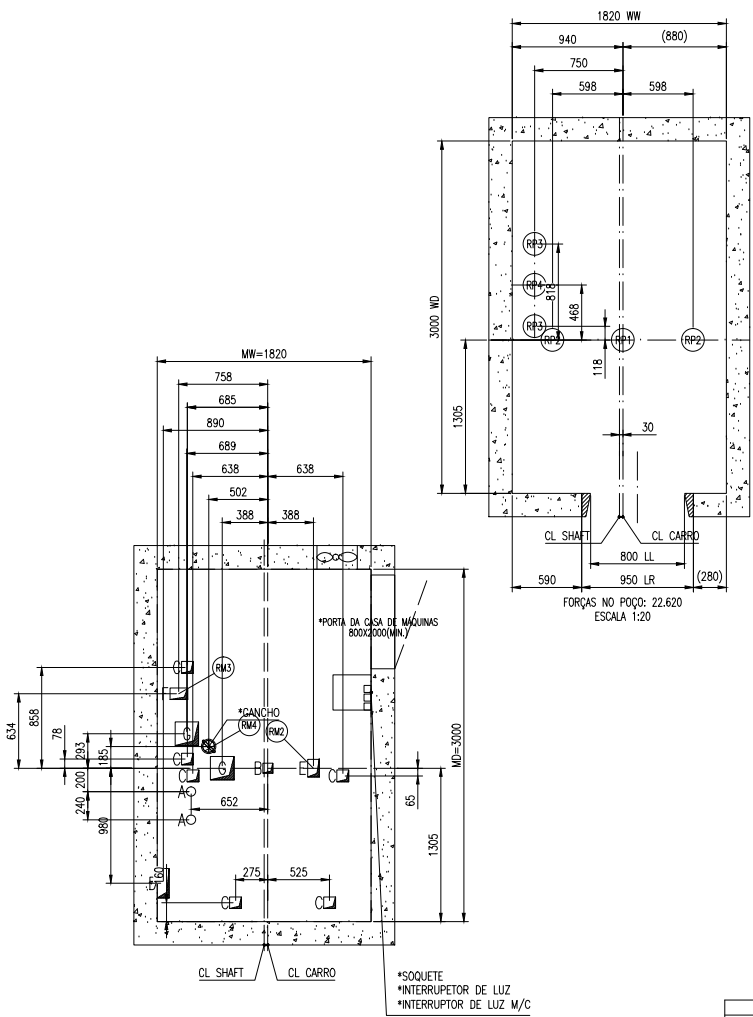 1820 WW
940
(880)
750
598
598
RP3
RP4
RP3
RP2
RP1
RP2
818
468
118
3000 WD
1305
30
CL SHAFT
CL CARRO
800 LL
590
950 LR
(280)
FORÇAS NO POÇO: 22.620
ESCALA 1:20
MW=1820
758
685
890
689
638
638
502
388
388
*PORTA DA CASA DE MÁQUINAS
800X2000(MIN.)
C
RM3
F
*GANCHO
G
RM4
RM2
C
G
B
E
C
C
A
A
652
634
858
78
293
185
200
240
980
65
MD=3000
1305
160
275
525
C
C
CL SHAFT
CL CARRO
*SOQUETE
*INTERRUPETOR DE LUZ
*INTERRUPTOR DE LUZ M/C